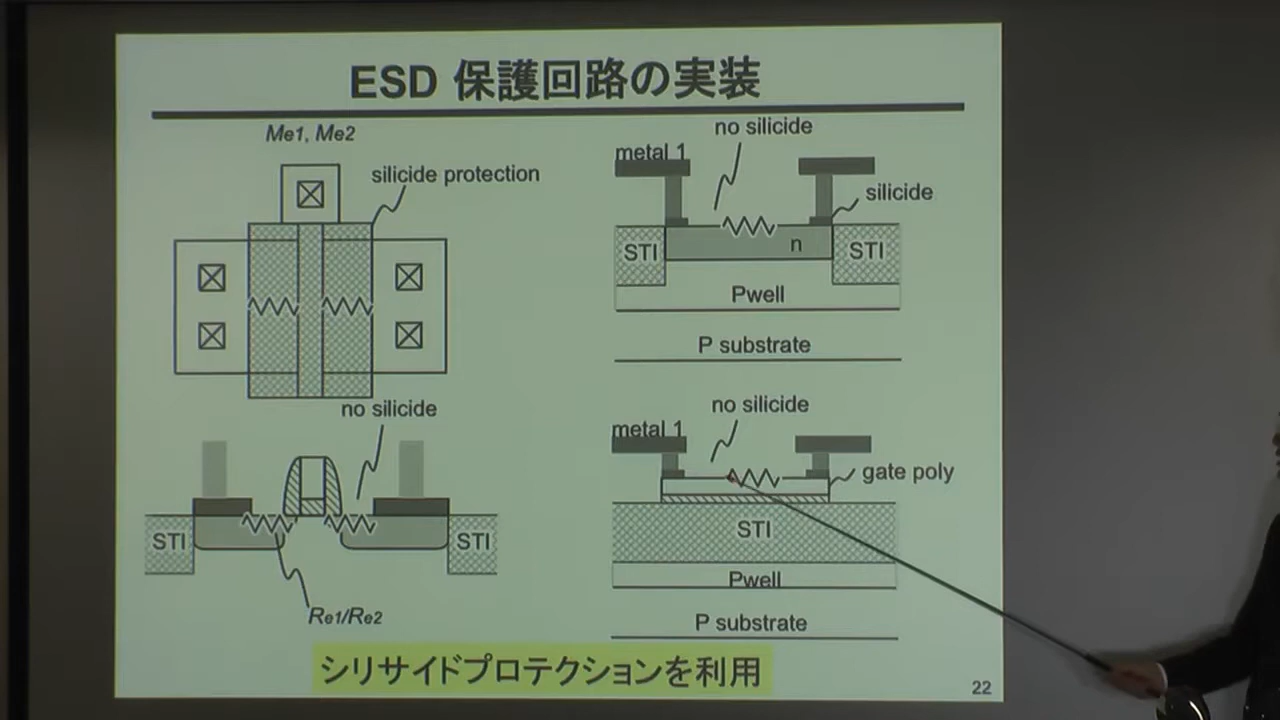 ESD 保護回路の実装
Me1, Me2
silicide protection
no silicide
STI
STI
Re1/Re2
no silicide
metal 1
silicide
STI
n
STI
Pwell
P substrate
no silicide
metal 1
gate poly
STI
Pwell
P substrate
シリサイドプロテクションを利用
22